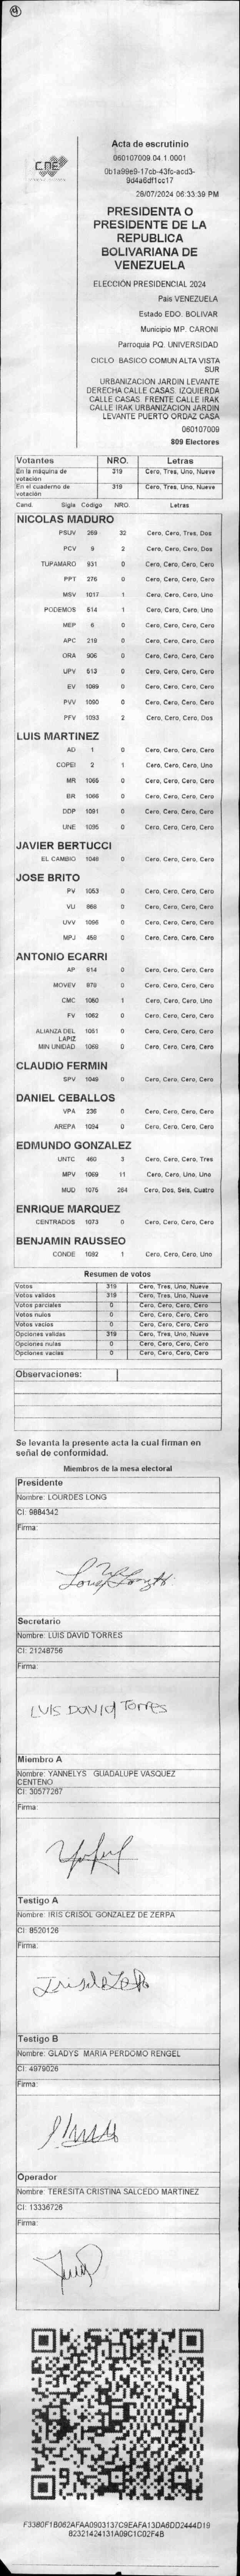 4
CNE
Acta de escrutinio
060107009.04.1.0001
0b1a99e9-17cb-43fc-acd3-
9d4a6df1cc17
28/07/2024 06:33:39 PM
PRESIDENTA O
PRESIDENTE DE LA
REPUBLICA
BOLIVARIANA DE
VENEZUELA
ELECCIÓN PRESIDENCIAL 2024
Pais VENEZUELA
Estado EDO. BOLIVAR
Municipio MP. CARONI
Parroquia PQ. UNIVERSIDAD
CICLO BASICO COMUN ALTA VISTA
SUR
URBANIZACION JARDIN LEVANTE
DERECHA CALLE CASAS. IZQUIERDA
CALLE CASAS. FRENTE CALLE IRAK
CALLE IRAK URBANIZACION JARDIN
LEVANTE PUERTO ORDAZ CASA
060107009
809 Electores
Votantes NRO. Letras
En la máquina de votación 319 Cero, Tres, Uno, Nueve
En el cuaderno de votación 319 Cero, Tres, Uno, Nueve
Cand. Sigla Codigo NRO. Letras
NICOLAS MADURO
PSUV 269 32 Cero, Cero, Tres, Dos
PCV 9 2 Cero, Cero, Cero, Dos
TUPAMARO 931 0 Cero, Cero, Cero, Cero
PPT 276 0 Cero, Cero, Cero, Cero
MSV 1017 1 Cero, Cero, Cero, Uno
PODEMOS 514 1 Cero, Cero, Cero, Uno
MEP 6 0 Cero, Cero, Cero, Cero
APC 219 0 Cero, Cero, Cero, Cero
ORA 906 0 Cero, Cero, Cero, Cero
UPV 513 0 Cero, Cero, Cero, Cero
EV 1089 0 Cero, Cero, Cero, Cero
PVV 1090 0 Cero, Cero, Cero, Cero
PFV 1093 2 Cero, Cero, Cero, Dos
LUIS MARTINEZ
AD 1 0 Cero, Cero, Cero, Cero
COPEI 2 1 Cero, Cero, Cero, Uno
MR 1065 0 Cero, Cero, Cero, Cero
BR 1066 0 Cero, Cero, Cero, Cero
DDP 1091 0 Cero, Cero, Cero, Cero
UNE 1095 0 Cero, Cero, Cero, Cero
JAVIER BERTUCCI
EL CAMBIO 1048 0 Cero, Cero, Cero, Cero
JOSE BRITO
PV 1053 0 Cero, Cero, Cero, Cero
VU 868 0 Cero, Cero, Cero, Cero
UVV 1056 0 Cero, Cero, Cero, Cero
MPJ 458 0 Cero, Cero, Cero, Cero
ANTONIO ECARRI
AP 614 0 Cero, Cero, Cero, Cero
MOVEV 979 0 Cero, Cero, Cero, Cero
CMC 1060 1 Cero, Cero, Cero, Uno
FV 1062 0 Cero, Cero, Cero, Cero
ALIANZA DEL LAPIZ 1051 0 Cero, Cero, Cero, Cero
MIN UNIDAD 1069 0 Cero, Cero, Cero, Cero
CLAUDIO FERMIN
SPV 1049 0 Cero, Cero, Cero, Cero
DANIEL CEBALLOS
VPA 236 0 Cero, Cero, Cero, Cero
AREPA 1094 0 Cero, Cero, Cero, Cero
EDMUNDO GONZALEZ
UNTC 460 3 Cero, Cero, Cero, Tres
MPV 1069 11 Cero, Cero, Uno, Uno
MUD 1075 264 Cero, Dos, Seis, Cuatro
ENRIQUE MARQUEZ
CENTRADOS 1073 0 Cero, Cero, Cero, Cero
BENJAMIN RAUSSEO
CONDE 1082 1 Cero, Cero, Cero, Uno
Resumen de votos
Votos 319 Cero, Tres, Uno, Nueve
Votos validos 319 Cero, Tres, Uno, Nueve
Votos parciales 0 Cero, Cero, Cero, Cero
Votos nulos 0 Cero, Cero, Cero, Cero
Votos vacios 0 Cero, Cero, Cero, Cero
Opciones validas 319 Cero, Tres, Uno, Nueve
Opciones nulas 0 Cero, Cero, Cero, Cero
Opciones vacias 0 Cero, Cero, Cero, Cero
Observaciones:
Se levanta la presente acta la cual firman en
señal de conformidad.
Miembros de la mesa electoral
Presidente
Nombre: LOURDES LONG
CI: 9884342
Firma:
Secretario
Nombre: LUIS DAVID TORRES
CI: 21248756
Firma:
LUIS DAVID TORRES
Miembro A
Nombre: YANNELYS GUADALUPE VASQUEZ
CENTENO
CI: 30577267
Firma:
Testigo A
Nombre: IRIS CRISOL GONZALEZ DE ZERPA
CI: 8520126
Firma:
Testigo B
Nombre: GLADYS MARIA PERDOMO RENGEL
CI: 4979026
Firma:
Operador
Nombre: TERESITA CRISTINA SALCEDO MARTINEZ
CI: 13336726
Firma:
F3380F1B062AFAA0903137C9EAFA13DA6DD2444D19
82321424131A09C1C02F4B